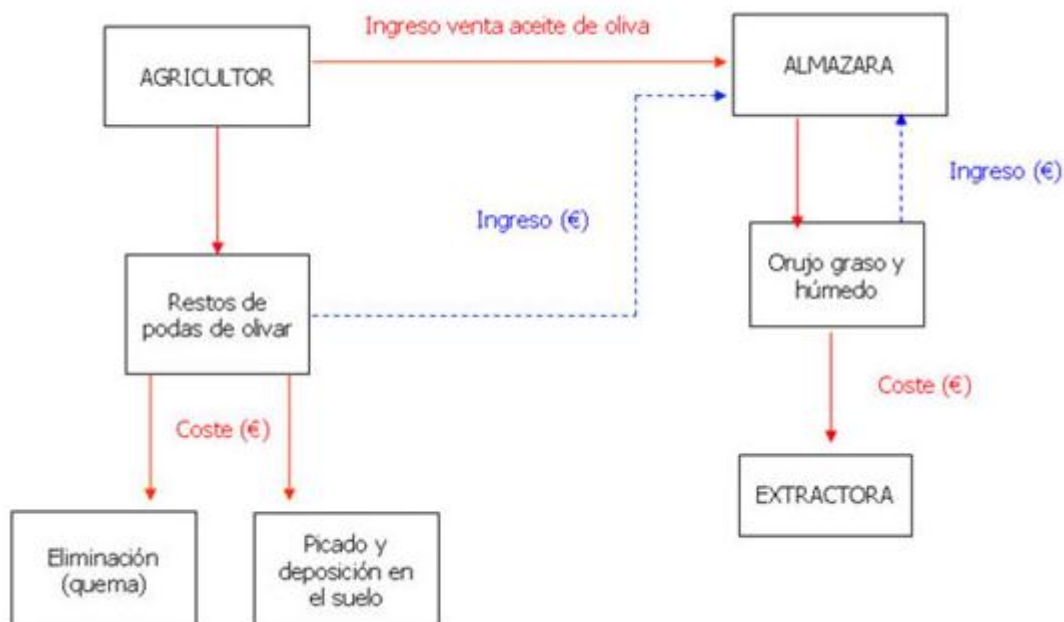 Ingreso venta aceite de oliva
AGRICULTOR
ALMAZARA
Ingreso (€)
Ingreso (€)
Restos de
podas de olivar
Orujo graso y
húmedo
Coste (€)
Coste (€)
EXTRACTORA
Eliminación
(quema)
Picado y
deposición en
el suelo